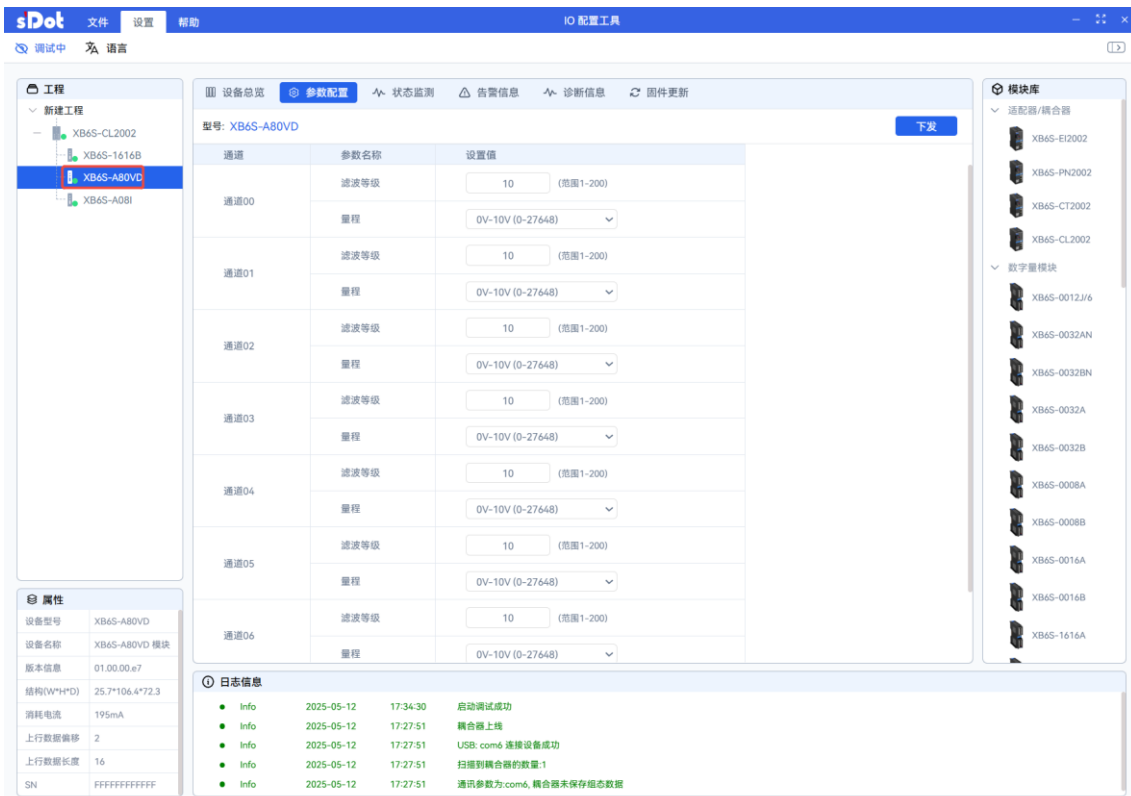 sDot 文件 设置 帮助 IO 配置工具
调试中 语言
工程
新建工程
XB6S-CL2002
XB6S-1616B
XB6S-A80VD
XB6S-A08I
属性
设备型号 XB6S-A80VD
设备名称 XB6S-A80VD 模块
版本信息 01.00.00.e7
结构(W*H*D) 25.7*106.4*72.3
消耗电流 195mA
上行数据偏移 2
上行数据长度 16
SN FFFFFFFFFFFF
设备总览 参数配置 状态监测 告警信息 诊断信息 固件更新
型号: XB6S-A80VD 下发
通道 参数名称 设置值
通道00
滤波等级 10 (范围1-200)
量程 0V-10V (0-27648)
通道01
滤波等级 10 (范围1-200)
量程 0V-10V (0-27648)
通道02
滤波等级 10 (范围1-200)
量程 0V-10V (0-27648)
通道03
滤波等级 10 (范围1-200)
量程 0V-10V (0-27648)
通道04
滤波等级 10 (范围1-200)
量程 0V-10V (0-27648)
通道05
滤波等级 10 (范围1-200)
量程 0V-10V (0-27648)
通道06
滤波等级 10 (范围1-200)
量程 0V-10V (0-27648)
日志信息
Info 2025-05-12 17:34:30 启动调试成功
Info 2025-05-12 17:27:51 耦合器上线
Info 2025-05-12 17:27:51 USB: com6 连接设备成功
Info 2025-05-12 17:27:51 扫描到耦合器的数量:1
Info 2025-05-12 17:27:51 通讯参数为:com6, 耦合器未保存组态数据
模块库
适配器/耦合器
XB6S-EI2002
XB6S-PN2002
XB6S-CT2002
XB6S-CL2002
数字量模块
XB6S-0012J/6
XB6S-0032AN
XB6S-0032BN
XB6S-0032A
XB6S-0032B
XB6S-0008A
XB6S-0008B
XB6S-0016A
XB6S-0016B
XB6S-1616A